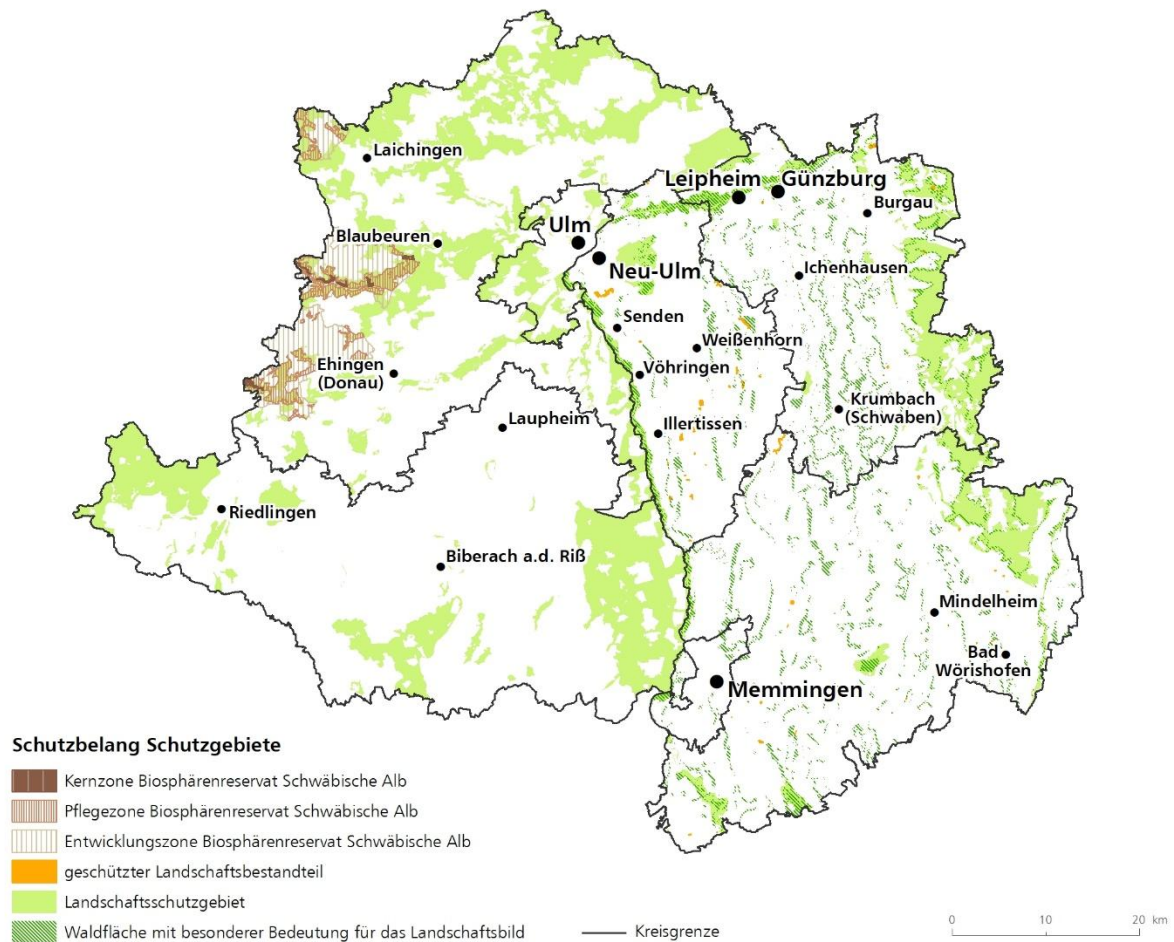 Laichingen
Leipheim
Günzburg
Burgau
Ulm
Blaubeuren
Neu-Ulm
Ichenhausen
Senden
Weißenhorn
Ehingen
(Donau)
Vöhringen
Krumbach
(Schwaben)
Laupheim
Illertissen
Riedlingen
Biberach a.d. Riß
Mindelheim
Bad
Wörishofen
Memmingen
Schutzbelang Schutzgebiete
Kernzone Biosphärenreservat Schwäbische Alb
Pflegezone Biosphärenreservat Schwäbische Alb
Entwicklungszone Biosphärenreservat Schwäbische Alb
geschützter Landschaftsbestandteil
Landschaftsschutzgebiet
Waldfläche mit besonderer Bedeutung für das Landschaftsbild
Kreisgrenze
0 10 20 km